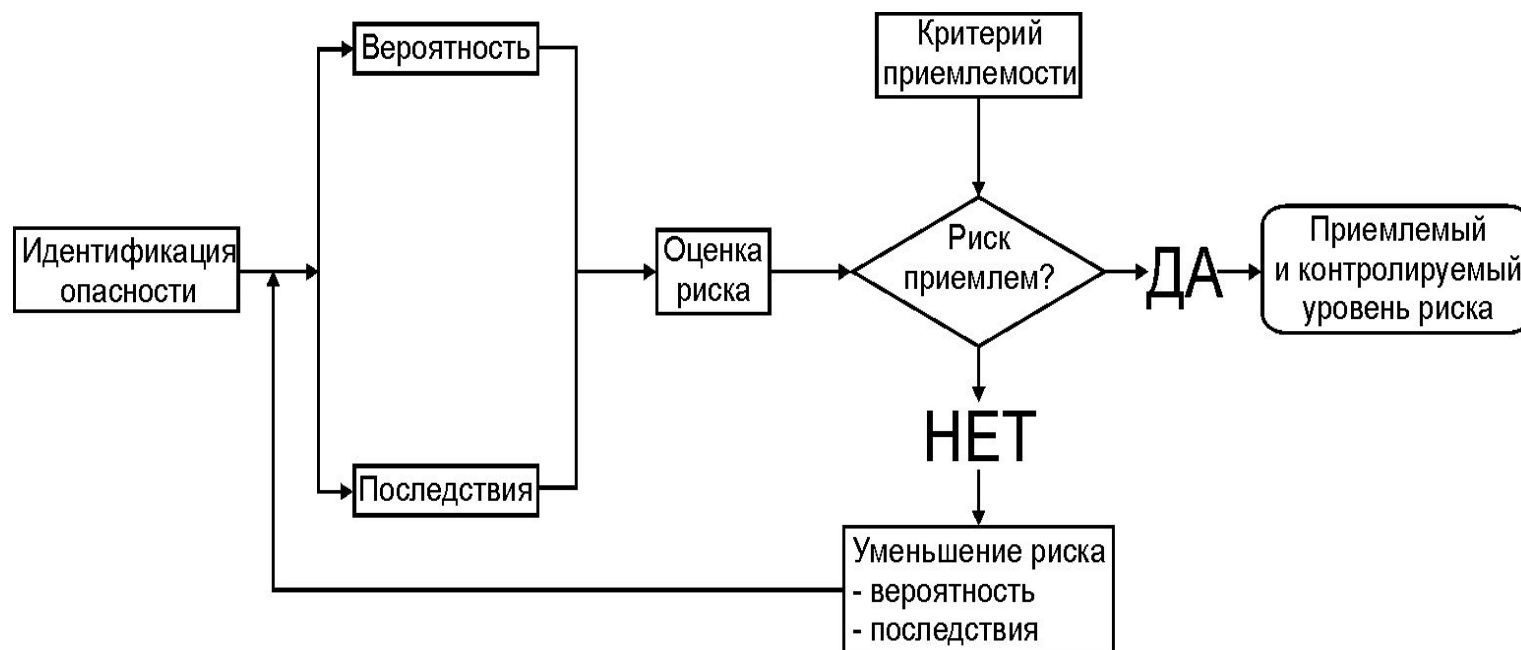 Вероятность
Критерий
приемлемости
Идентификация
опасности
Оценка
риска
Риск
приемлем?
ДА
Приемлемый
и контролируемый
уровень риска
НЕТ
Последствия
Уменьшение риска
- вероятность
- последствия